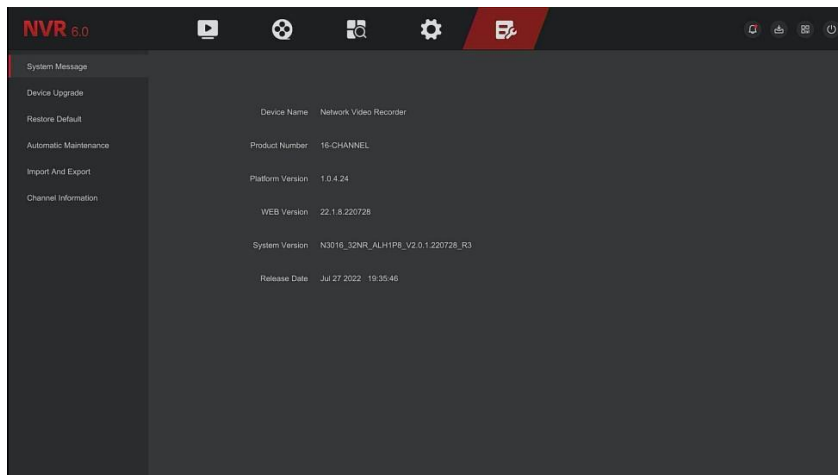 NVR 6.0
System Message
Device Upgrade
Restore Default
Automatic Maintenance
Import And Export
Channel Information
Device Name Network Video Recorder
Product Number 16-CHANNEL
Platform Version 1.0.4.24
WEB Version 22.1.8.220728
System Version N3016_32NR_ALH1P8_V2.0.1.220728_R3
Release Date Jul 27 2022 19:35:46